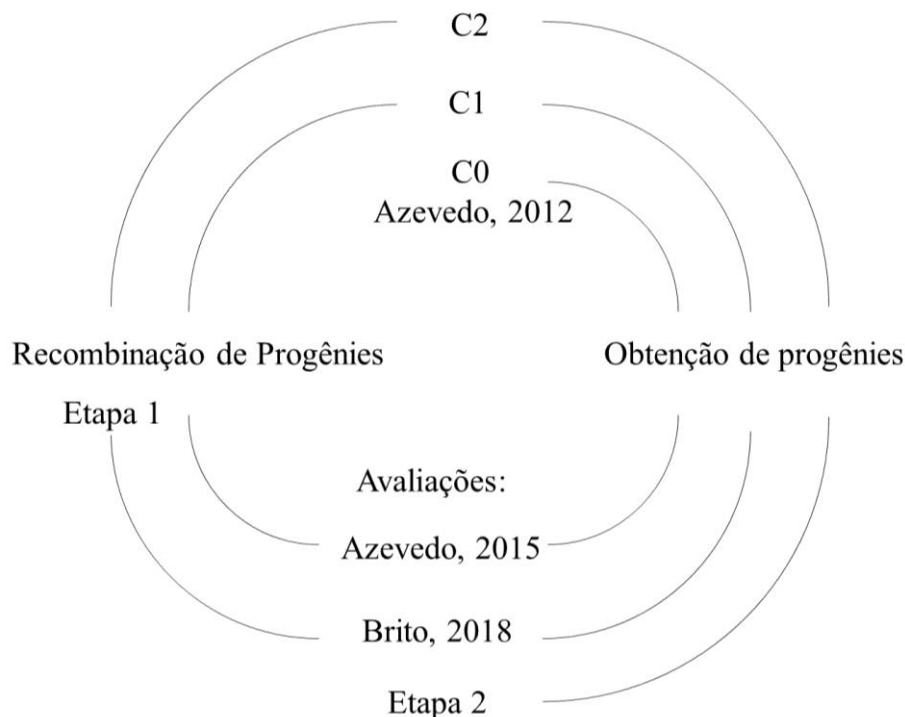 C2
C1
C0
Azevedo, 2012
Recombinação de Progênies
Obtenção de progênies
Etapa 1
Avaliações:
Azevedo, 2015
Brito, 2018
Etapa 2